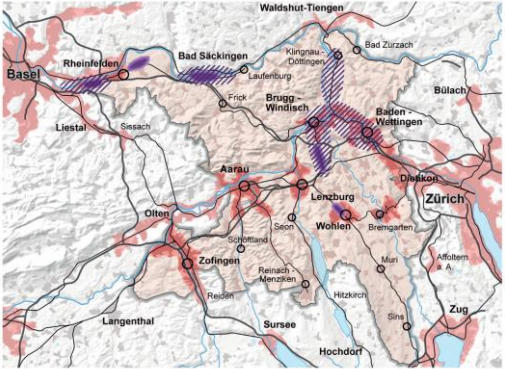 Waldshut-Tiengen
Bad Zurzach
Klingnau -
Döttingen
Bad Säckingen
Rheinfelden
Basel
Laufenburg
Frick
Bülach
Brugg -
Windisch
Baden -
Wettingen
Liestal
Sissach
Aarau
Dietikon
Zürich
Lenzburg
Olten
Wohlen
Bremgarten
Seon
Schöftland
Zofingen
Muri
Affoltern
a. A.
Reinach -
Menziken
Reiden
Hitzkirch
Sins
Zug
Langenthal
Sursee
Hochdorf